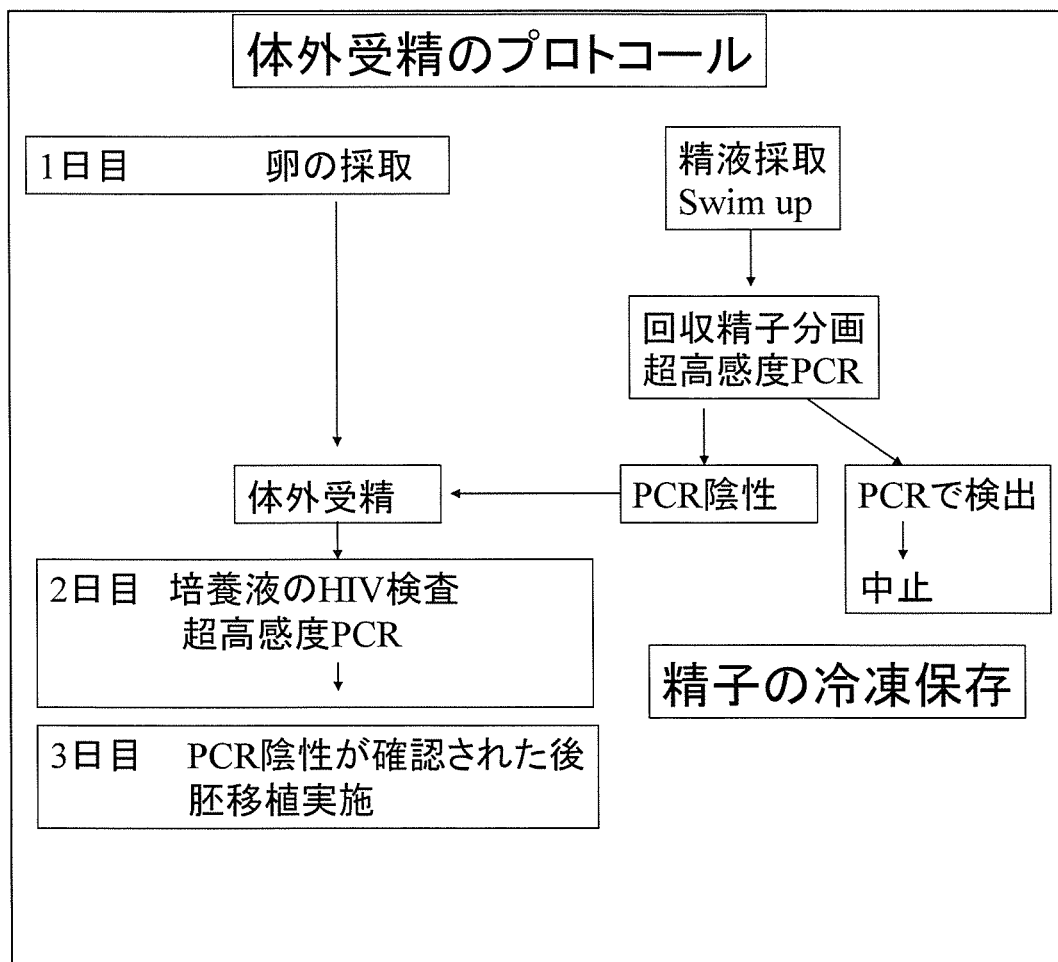 体外受精のプロトコール
1日目 卵の採取
精液採取
Swim up
回収精子分画
超高感度PCR
体外受精
PCR陰性
PCRで検出
中止
2日目 培養液のHIV検査
超高感度PCR
精子の冷凍保存
3日目 PCR陰性が確認された後
胚移植実施